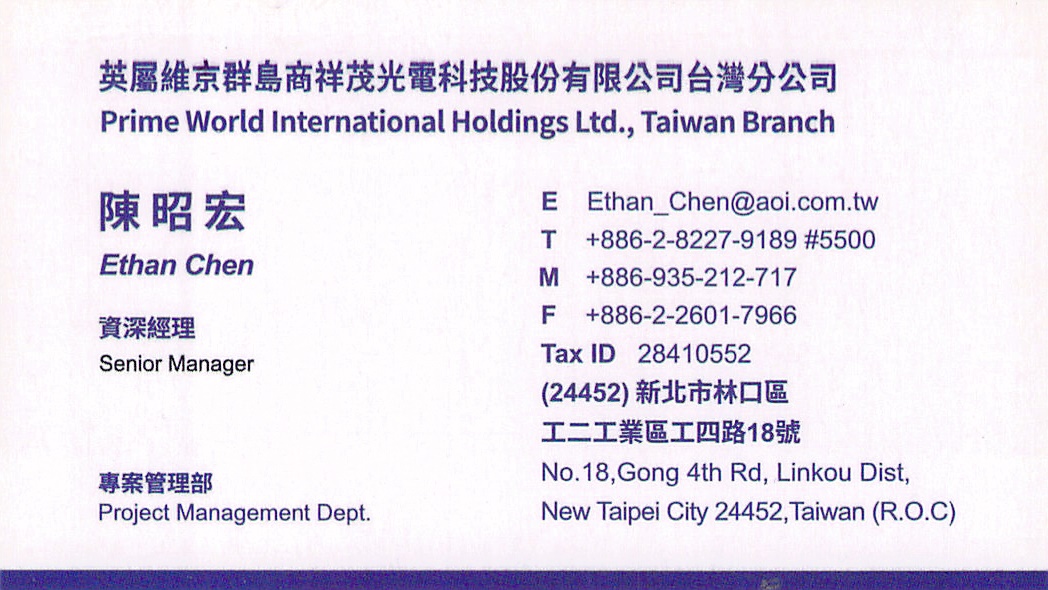 英屬維京群島商祥茂光電科技股份有限公司台灣分公司
Prime World International Holdings Ltd., Taiwan Branch
陳昭宏
Ethan Chen
資深經理
Senior Manager
專案管理部
Project Management Dept.
E Ethan_Chen@aoi.com.tw
T +886-2-8227-9189 #5500
M +886-935-212-717
F +886-2-2601-7966
Tax ID 28410552
(24452) 新北市林口區
工二工業區工四路18號
No.18,Gong 4th Rd, Linkou Dist,
New Taipei City 24452,Taiwan (R.O.C)